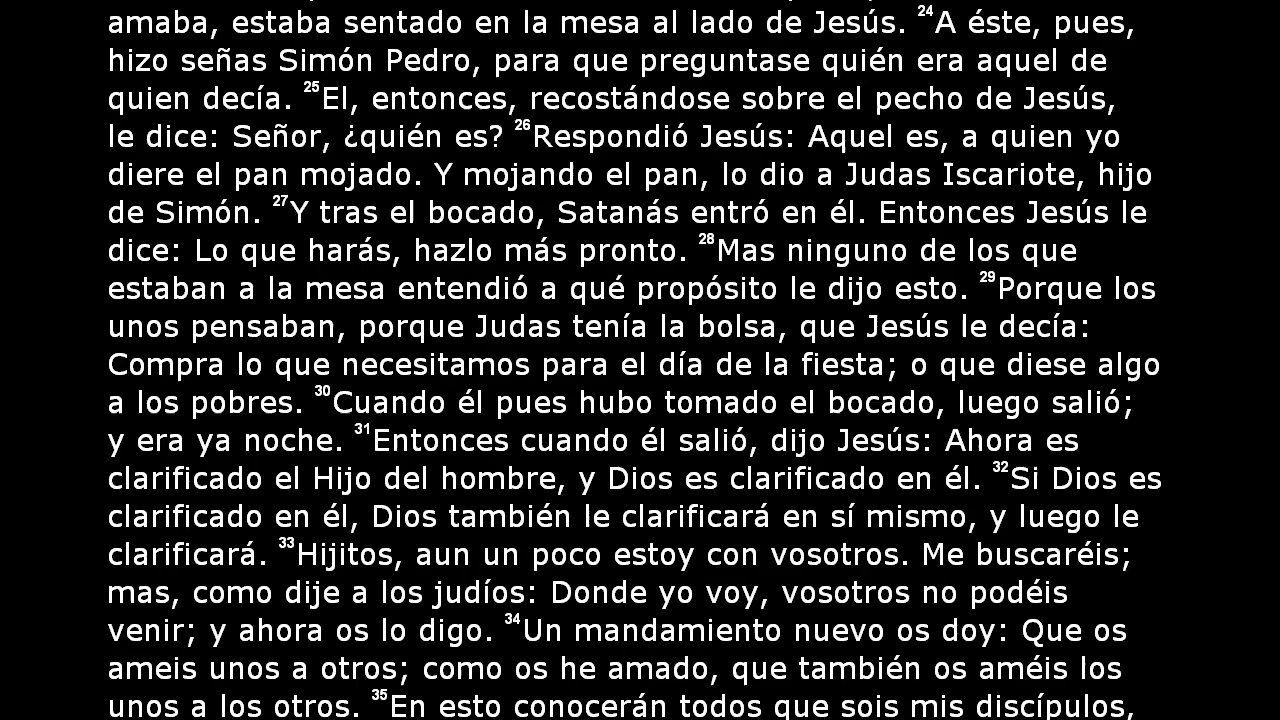 amaba, estaba sentado en la mesa al lado de Jesús. 24A éste, pues,
hizo señas Simón Pedro, para que preguntase quién era aquel de
quien decía. 25El, entonces, recostándose sobre el pecho de Jesús,
le dice: Señor, ¿quién es? 26Respondió Jesús: Aquel es, a quien yo
diere el pan mojado. Y mojando el pan, lo dio a Judas Iscariote, hijo
de Simón. 27Y tras el bocado, Satanás entró en él. Entonces Jesús le
dice: Lo que harás, hazlo más pronto. 28Mas ninguno de los que
estaban a la mesa entendió a qué propósito le dijo esto. 29Porque los
unos pensaban, porque Judas tenía la bolsa, que Jesús le decía:
Compra lo que necesitamos para el día de la fiesta; o que diese algo
a los pobres. 30Cuando él pues hubo tomado el bocado, luego salió;
y era ya noche. 31Entonces cuando él salió, dijo Jesús: Ahora es
clarificado el Hijo del hombre, y Dios es clarificado en él. 32Si Dios es
clarificado en él, Dios también le clarificará en sí mismo, y luego le
clarificará. 33Hijitos, aun un poco estoy con vosotros. Me buscaréis;
mas, como dije a los judíos: Donde yo voy, vosotros no podéis
venir; y ahora os lo digo. 34Un mandamiento nuevo os doy: Que os
ameis unos a otros; como os he amado, que también os améis los
unos a los otros. 35En esto conocerán todos que sois mis discípulos,